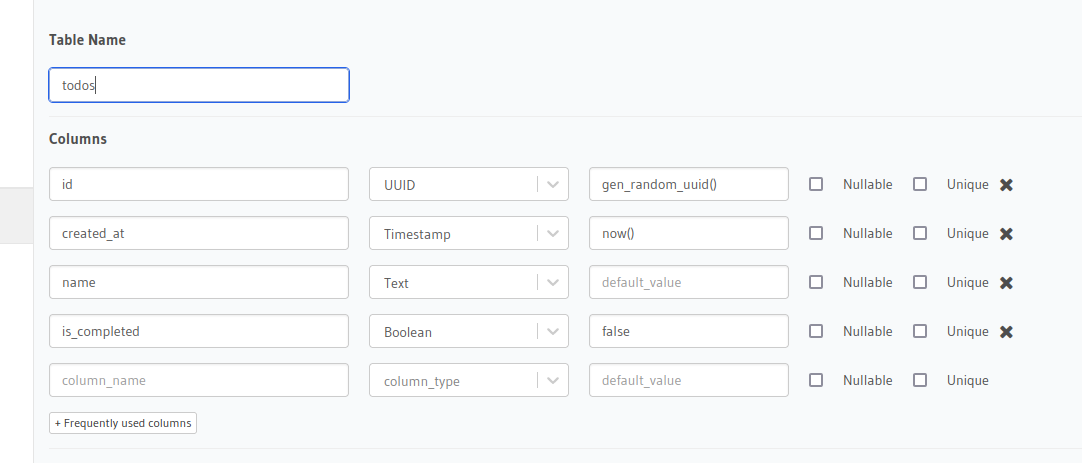 Table Name
todos
Columns
id UUID gen_random_uuid() Nullable Unique
created_at Timestamp now() Nullable Unique
name Text default_value Nullable Unique
is_completed Boolean false Nullable Unique
column_name column_type default_value Nullable Unique
+ Frequently used columns